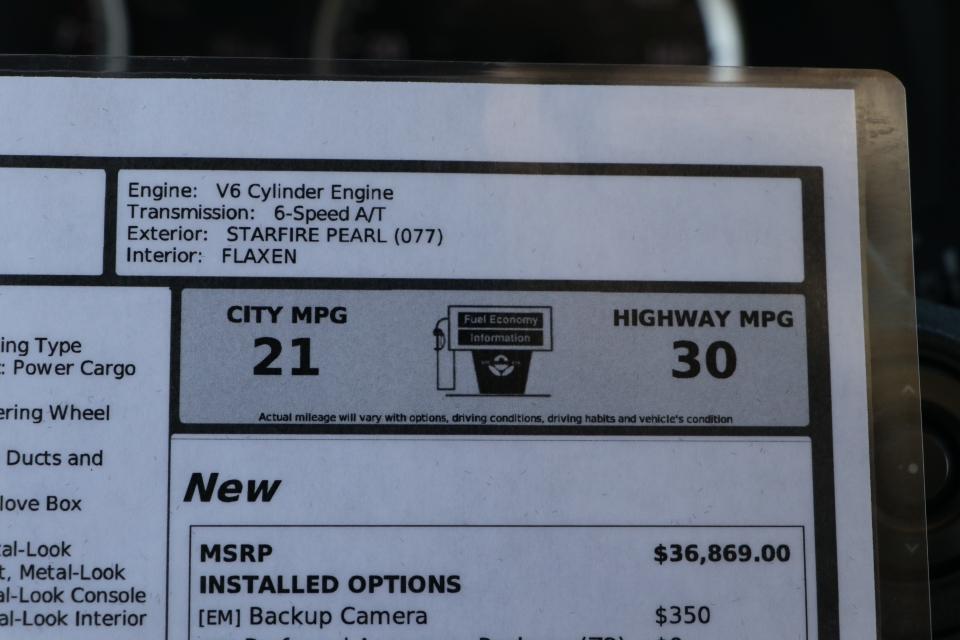 Engine: V6 Cylinder Engine
Transmission: 6-Speed A/T
Exterior: STARFIRE PEARL (077)
Interior: FLAXEN
CITY MPG
21
Fuel Economy
Information
HIGHWAY MPG
30
Actual mileage will vary with options, driving conditions, driving habits and vehicle's condition
ing Type
: Power Cargo
ering Wheel
Ducts and
love Box
al-Look
t, Metal-Look
al-Look Console
al-Look Interior
New
MSRP $36,869.00
INSTALLED OPTIONS
[EM] Backup Camera $350